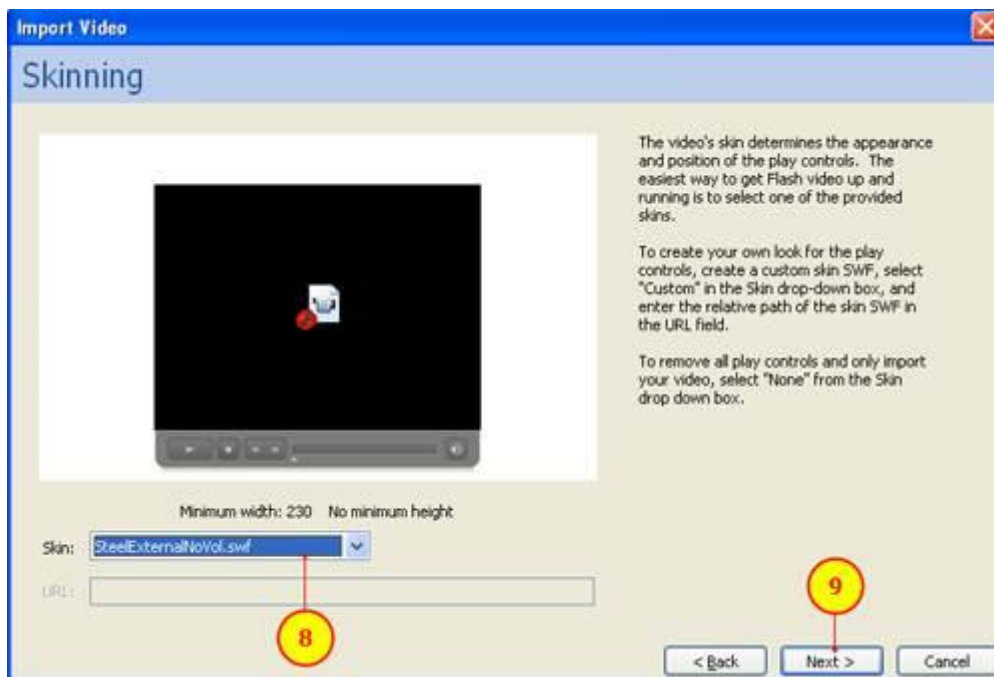 Import Video
Skinning
The video's skin determines the appearance
and position of the play controls. The
easiest way to get Flash video up and
running is to select one of the provided
skins.
To create your own look for the play
controls, create a custom skin SWF, select
"Custom" in the Skin drop-down box, and
enter the relative path of the skin SWF in
the URL field.
To remove all play controls and only import
your video, select "None" from the Skin
drop down box.
Minimum width: 230 No minimum height
Skin: SteelExternalNoVol.swf
URL:
8
9
< Back Next > Cancel